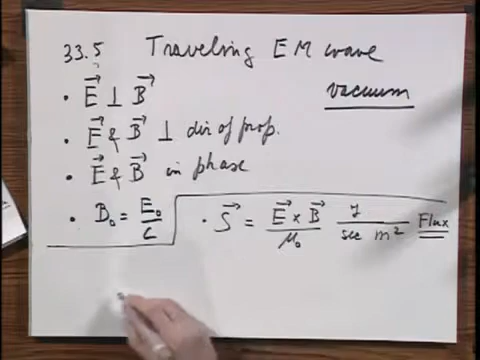 33.5 Traveling EM wave
vacuum
• E⃗ ⊥ B⃗
• E⃗ & B⃗ ⊥ dir of prop.
• E⃗ & B⃗ in phase
• B₀ = E₀/c
• S⃗ = (E⃗ × B⃗)/μ₀ J/(sec m²) Flux